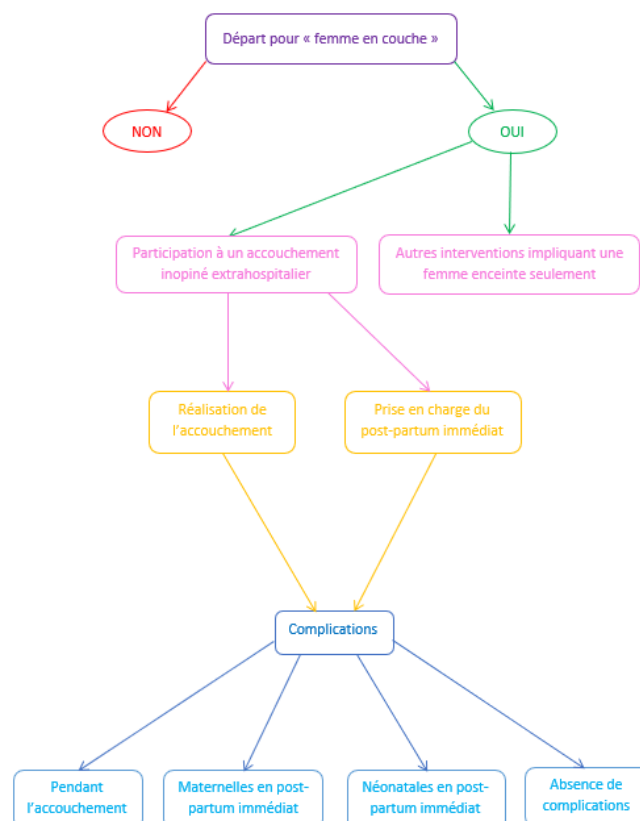 Départ pour « femme en couche »
NON
OUI
Participation à un accouchement
inopiné extrahospitalier
Autres interventions impliquant une
femme enceinte seulement
Réalisation de
l'accouchement
Prise en charge du
post-partum immédiat
Complications
Pendant
l'accouchement
Maternelles en post-
partum immédiat
Néonatales en post-
partum immédiat
Absence de
complications